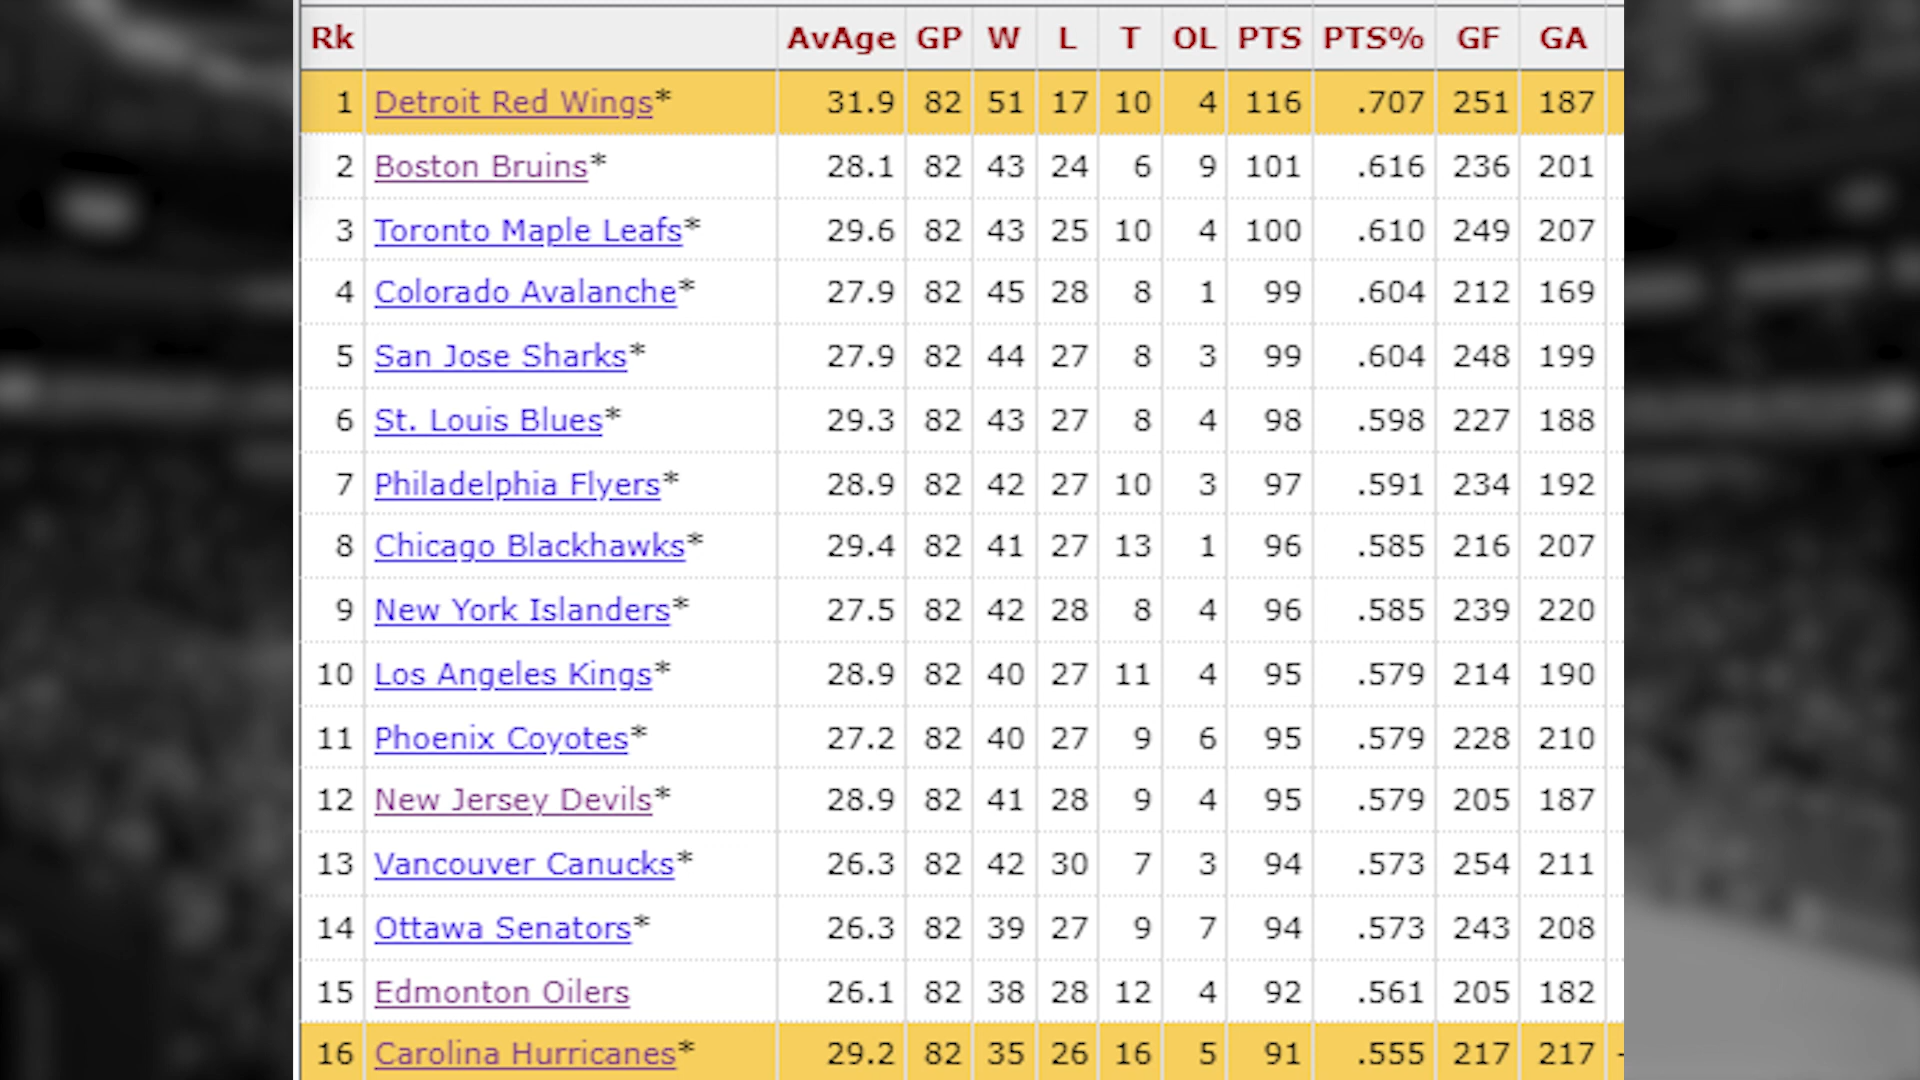 Rk AvAge GP W L T OL PTS PTS% GF GA
1 Detroit Red Wings* 31.9 82 51 17 10 4 116 .707 251 187
2 Boston Bruins* 28.1 82 43 24 6 9 101 .616 236 201
3 Toronto Maple Leafs* 29.6 82 43 25 10 4 100 .610 249 207
4 Colorado Avalanche* 27.9 82 45 28 8 1 99 .604 212 169
5 San Jose Sharks* 27.9 82 44 27 8 3 99 .604 248 199
6 St. Louis Blues* 29.3 82 43 27 8 4 98 .598 227 188
7 Philadelphia Flyers* 28.9 82 42 27 10 3 97 .591 234 192
8 Chicago Blackhawks* 29.4 82 41 27 13 1 96 .585 216 207
9 New York Islanders* 27.5 82 42 28 8 4 96 .585 239 220
10 Los Angeles Kings* 28.9 82 40 27 11 4 95 .579 214 190
11 Phoenix Coyotes* 27.2 82 40 27 9 6 95 .579 228 210
12 New Jersey Devils* 28.9 82 41 28 9 4 95 .579 205 187
13 Vancouver Canucks* 26.3 82 42 30 7 3 94 .573 254 211
14 Ottawa Senators* 26.3 82 39 27 9 7 94 .573 243 208
15 Edmonton Oilers 26.1 82 38 28 12 4 92 .561 205 182
16 Carolina Hurricanes* 29.2 82 35 26 16 5 91 .555 217 217 -